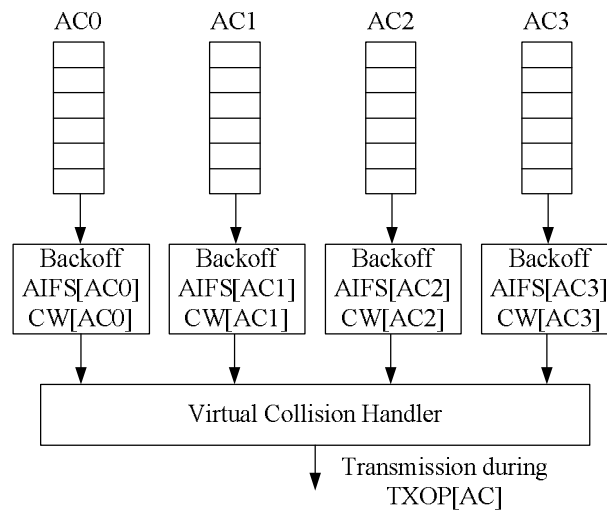 AC0
AC1
AC2
AC3
Backoff
AIFS[AC0]
CW[AC0]
Backoff
AIFS[AC1]
CW[AC1]
Backoff
AIFS[AC2]
CW[AC2]
Backoff
AIFS[AC3]
CW[AC3]
Virtual Collision Handler
Transmission during
TXOP[AC]